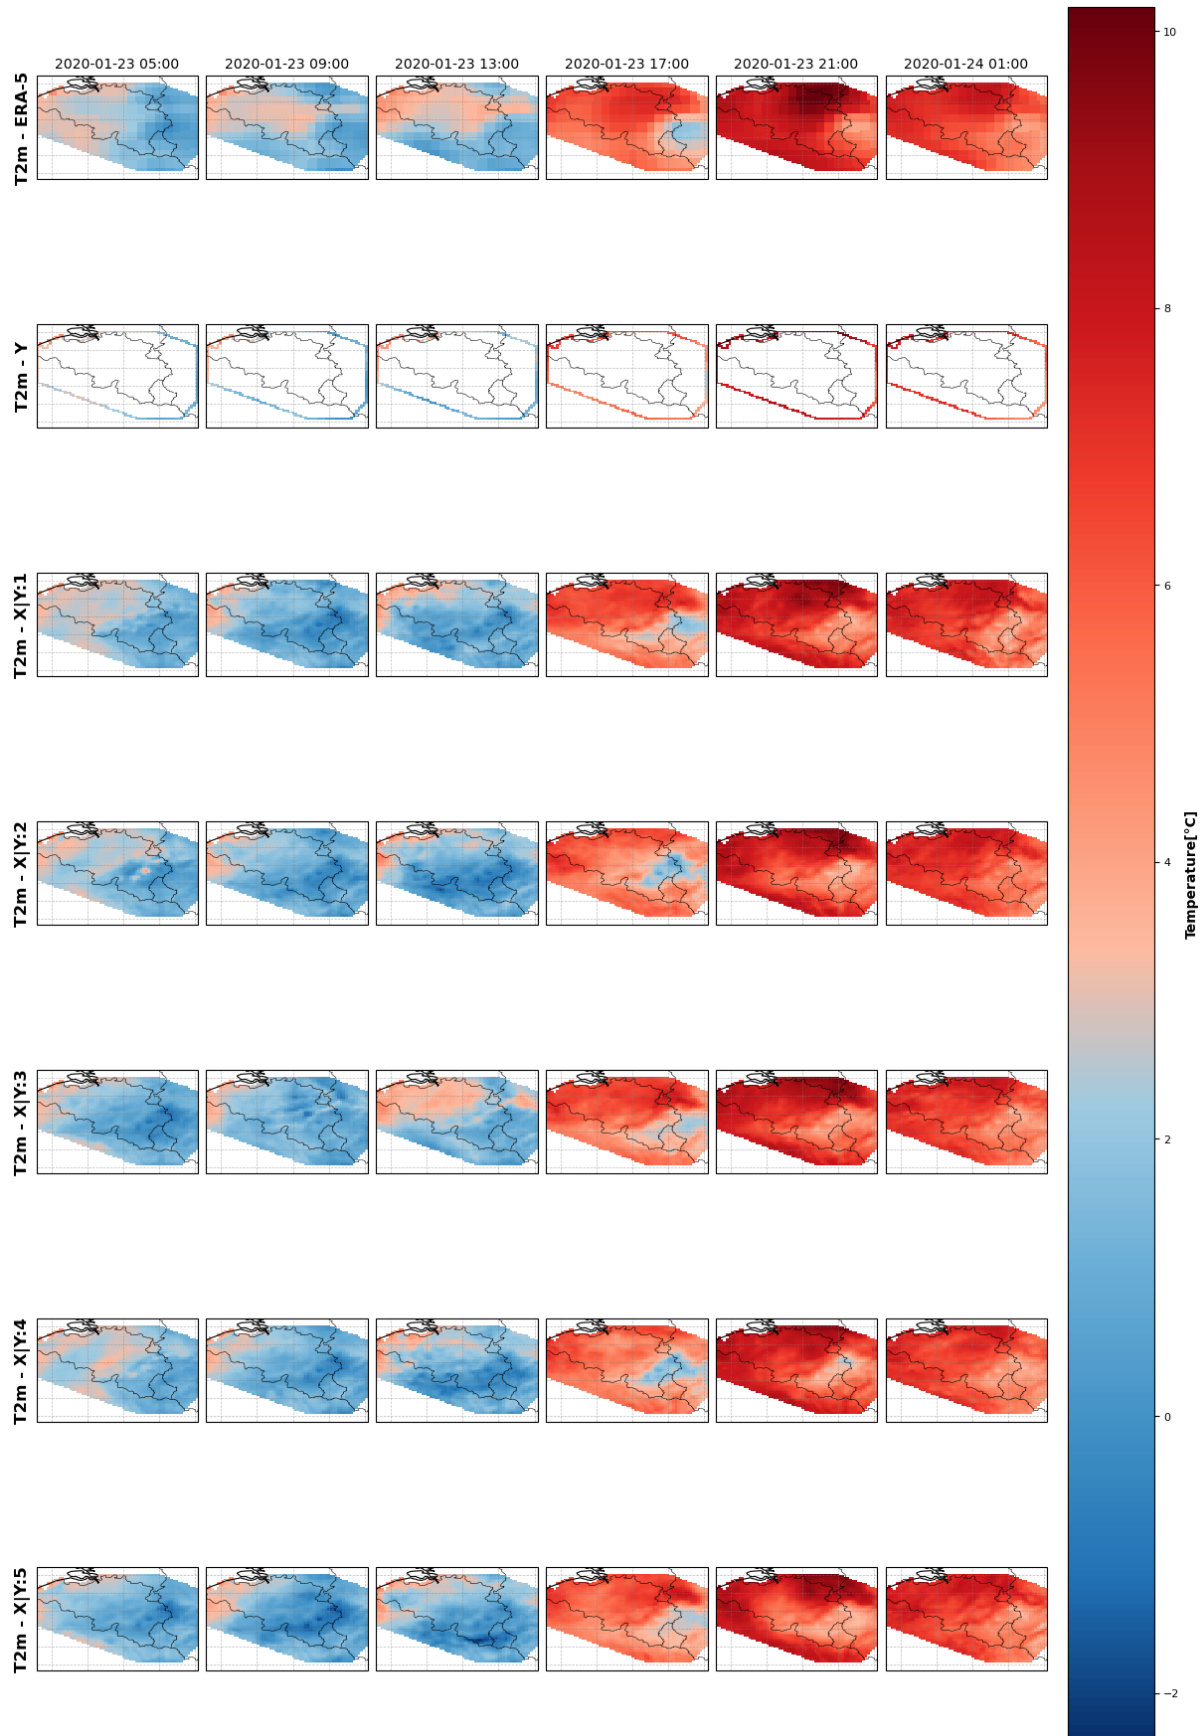 2020-01-23 05:00 2020-01-23 09:00 2020-01-23 13:00 2020-01-23 17:00 2020-01-23 21:00 2020-01-24 01:00
T2m - ERA-5
T2m - Y
T2m - X|Y:1
T2m - X|Y:2
T2m - X|Y:3
T2m - X|Y:4
T2m - X|Y:5
10
8
6
4
2
0
−2
Temperature[°C]